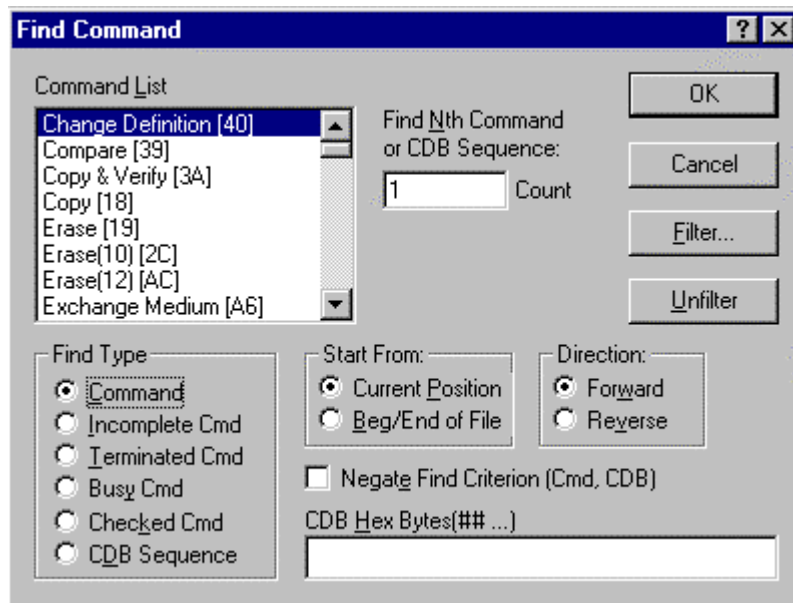 Find Command
Command List
Change Definition [40]
Compare [39]
Copy & Verify [3A]
Copy [18]
Erase [19]
Erase(10) [2C]
Erase(12) [AC]
Exchange Medium [A6]
Find Nth Command
or CDB Sequence:
1 Count
OK
Cancel
Filter...
Unfilter
Find Type
Command
Incomplete Cmd
Terminated Cmd
Busy Cmd
Checked Cmd
CDB Sequence
Start From:
Current Position
Beg/End of File
Direction:
Forward
Reverse
Negate Find Criterion (Cmd, CDB)
CDB Hex Bytes(## ...)